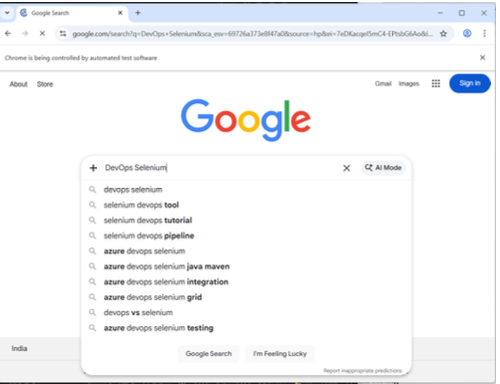 Google Search
google.com/search?q=DevOps+Selenium&sca_esv=69726a373e8f47a0&source=hp&ei=
Chrome is being controlled by automated test software
About Store
Gmail Images
Sign in
Google
DevOps Selenium
AI Mode
devops selenium
selenium devops tool
selenium devops tutorial
selenium devops pipeline
azure devops selenium
azure devops selenium java maven
azure devops selenium integration
azure devops selenium grid
devops vs selenium
azure devops selenium testing
Google Search
I'm Feeling Lucky
Report inappropriate predictions
India